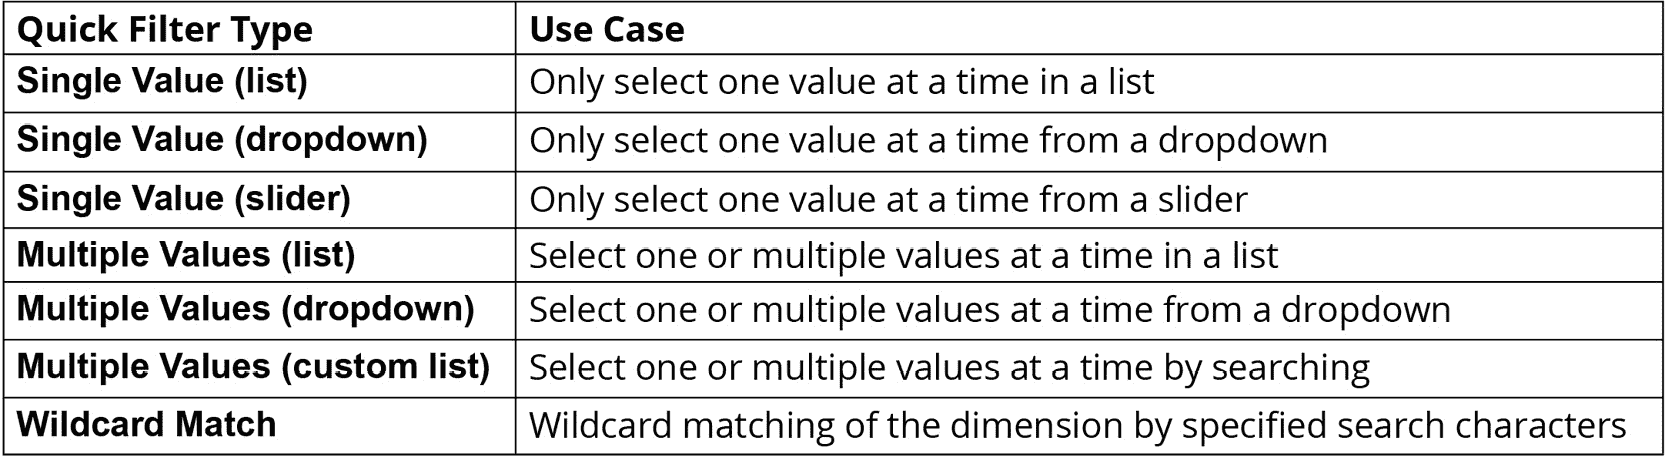 Quick Filter Type Use Case
Single Value (list) Only select one value at a time in a list
Single Value (dropdown) Only select one value at a time from a dropdown
Single Value (slider) Only select one value at a time from a slider
Multiple Values (list) Select one or multiple values at a time in a list
Multiple Values (dropdown) Select one or multiple values at a time from a dropdown
Multiple Values (custom list) Select one or multiple values at a time by searching
Wildcard Match Wildcard matching of the dimension by specified search characters